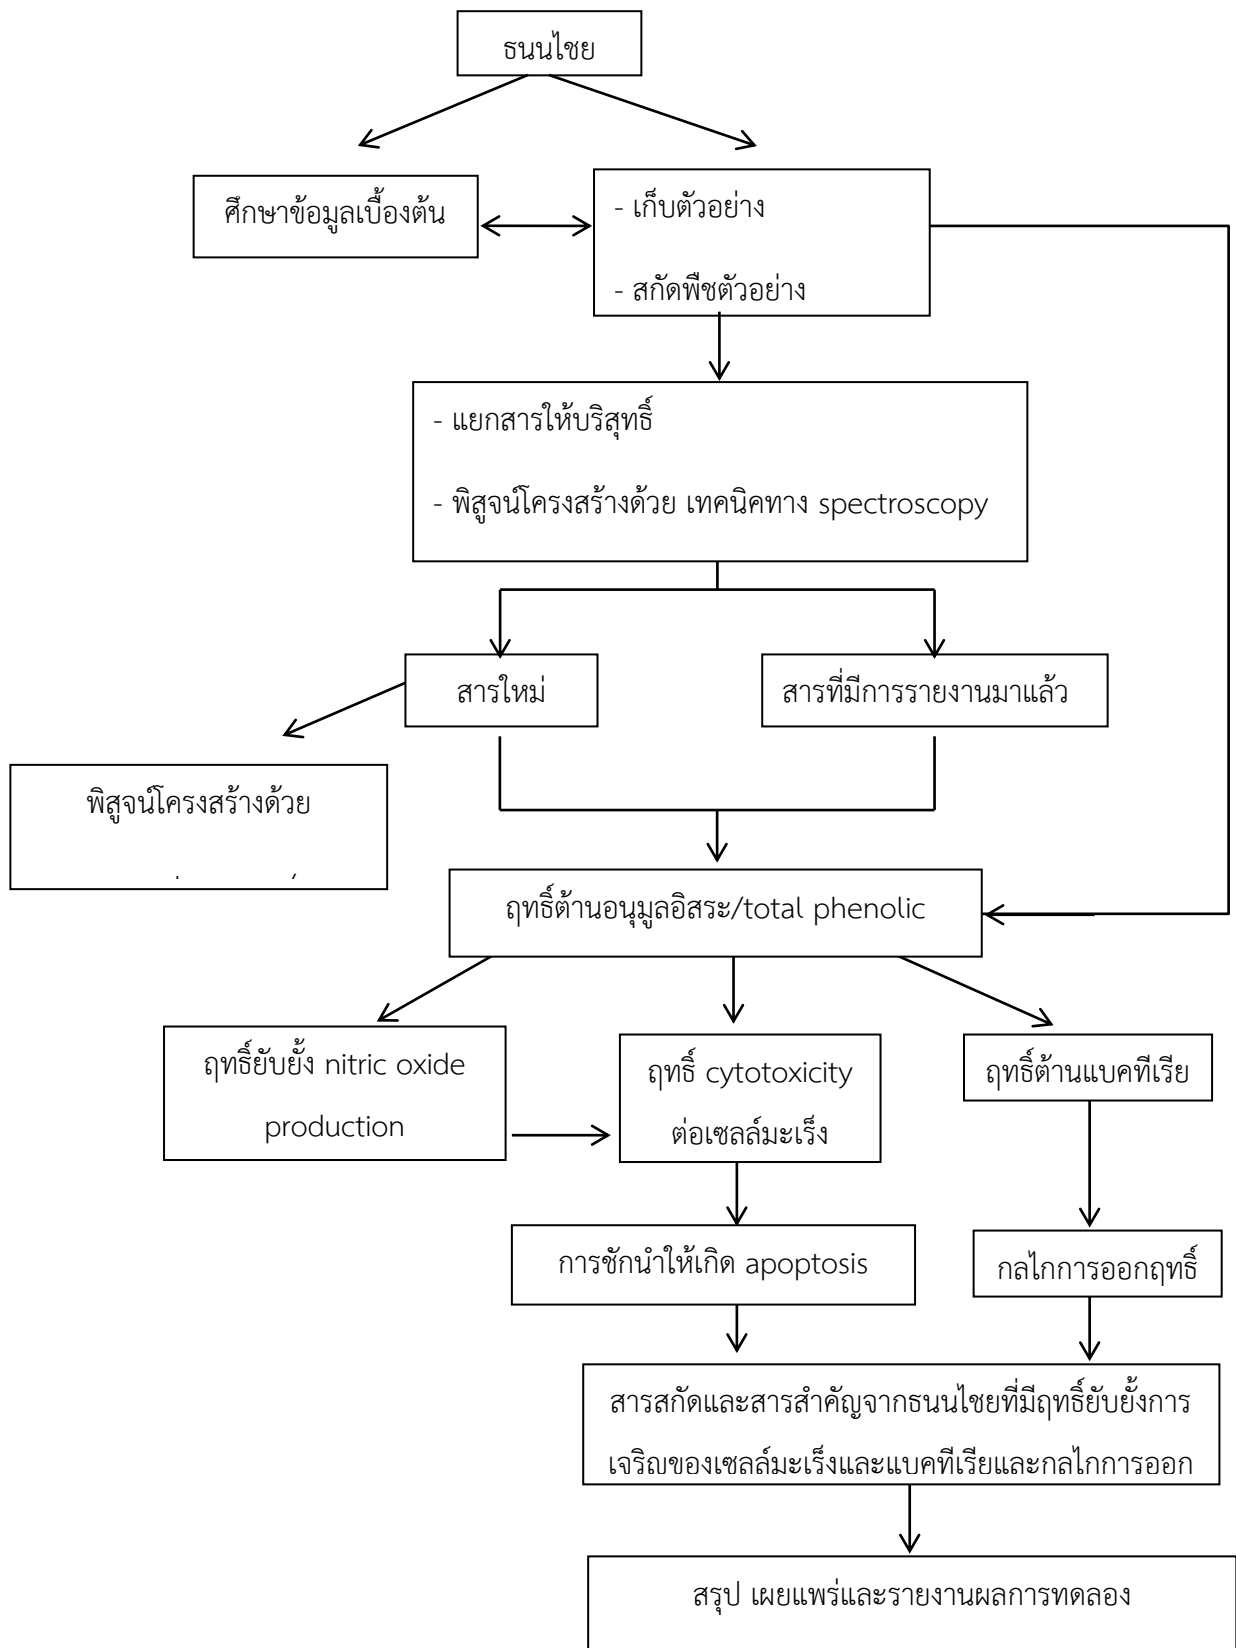 ธนนไชย
ศึกษาข้อมูลเบื้องต้น
- เก็บตัวอย่าง
- สกัดพืชตัวอย่าง
- แยกสารให้บริสุทธิ์
- พิสูจน์โครงสร้างด้วย เทคนิคทาง spectroscopy
สารใหม่
สารที่มีการรายงานมาแล้ว
พิสูจน์โครงสร้างด้วย
ฤทธิ์ต้านอนุมูลอิสระ/total phenolic
ฤทธิ์ยับยั้ง nitric oxide
production
ฤทธิ์ cytotoxicity
ต่อเซลล์มะเร็ง
ฤทธิ์ต้านแบคทีเรีย
การชักนำให้เกิด apoptosis
กลไกการออกฤทธิ์
สารสกัดและสารสำคัญจากธนนไชยที่มีฤทธิ์ยับยั้งการ
เจริญของเซลล์มะเร็งและแบคทีเรียและกลไกการออก
สรุป เผยแพร่และรายงานผลการทดลอง